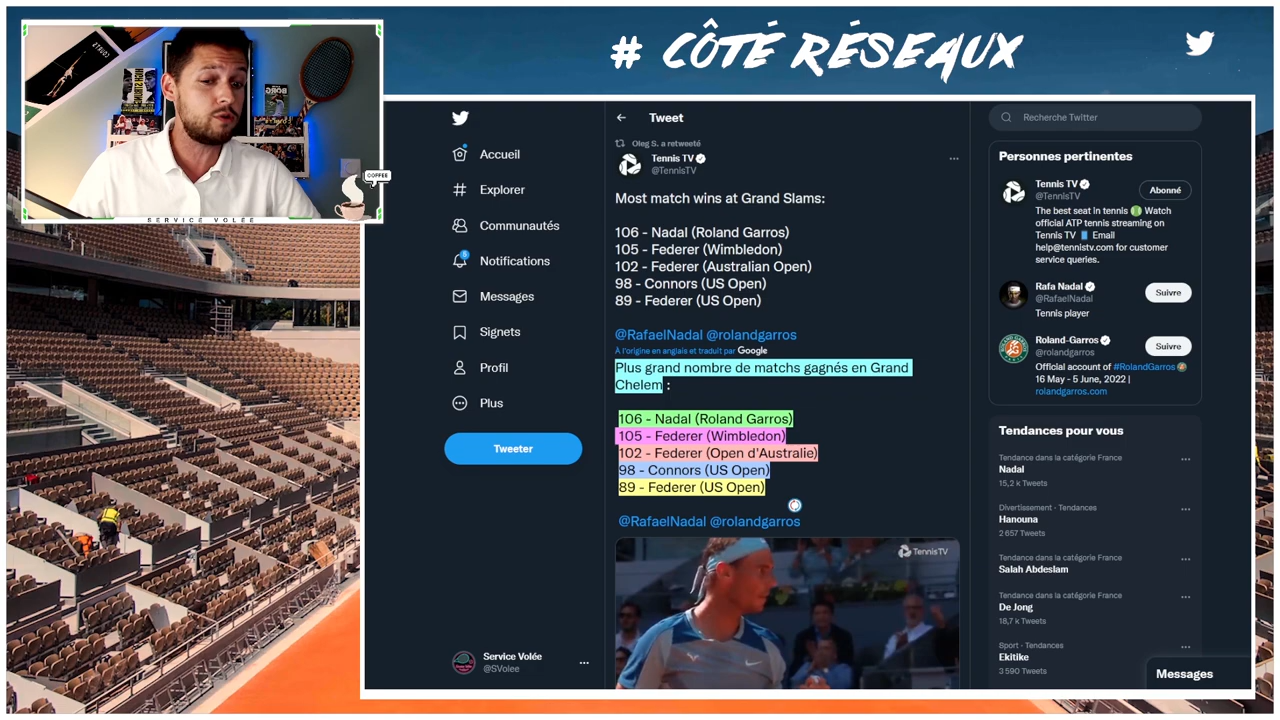 # CÔTÉ RÉSEAUX
COFFEE
SERVICE VOLÉE
BORG
Accueil
Explorer
Communautés
Notifications
Messages
Signets
Profil
Plus
Tweeter
Service Volée
@SVolee
Tweet
Oleg S. a retweeté
Tennis TV
@TennisTV
Most match wins at Grand Slams:
106 - Nadal (Roland Garros)
105 - Federer (Wimbledon)
102 - Federer (Australian Open)
98 - Connors (US Open)
89 - Federer (US Open)
@RafaelNadal @rolandgarros
À l'origine en anglais et traduit par Google
Plus grand nombre de matchs gagnés en Grand
Chelem :
106 - Nadal (Roland Garros)
105 - Federer (Wimbledon)
102 - Federer (Open d'Australie)
98 - Connors (US Open)
89 - Federer (US Open)
@RafaelNadal @rolandgarros
TennisTV
Recherche Twitter
Personnes pertinentes
Tennis TV
@TennisTV
Abonné
The best seat in tennis Watch
official ATP tennis streaming on
Tennis TV Email
help@tennistv.com for customer
service queries.
Rafa Nadal
@RafaelNadal
Suivre
Tennis player
Roland-Garros
@rolandgarros
Suivre
Official account of #RolandGarros
16 May - 5 June, 2022 |
rolandgarros.com
Tendances pour vous
Tendance dans la catégorie France
Nadal
15,2 k Tweets
Divertissement · Tendances
Hanouna
2 657 Tweets
Tendance dans la catégorie France
Salah Abdeslam
Tendance dans la catégorie France
De Jong
18,7 k Tweets
Sport · Tendances
Ekitike
3 590 Tweets
Messages